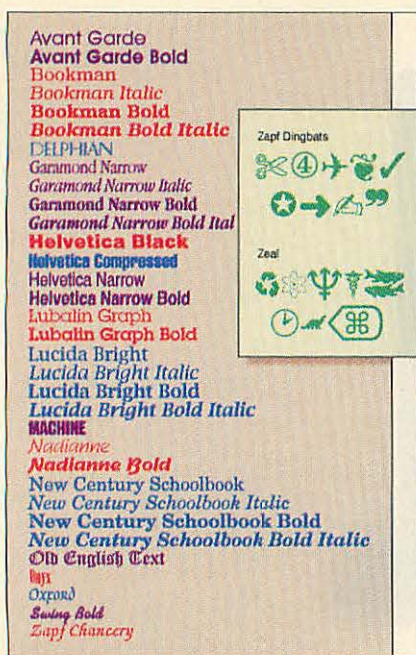 Avant Garde
Avant Garde Bold
Bookman
Bookman Italic
Bookman Bold
Bookman Bold Italic
DELPHIAN
Garamond Narrow
Garamond Narrow Italic
Garamond Narrow Bold
Garamond Narrow Bold Ital
Helvetica Black
Helvetica Compressed
Helvetica Narrow
Helvetica Narrow Bold
Lubalin Graph
Lubalin Graph Bold
Lucida Bright
Lucida Bright Italic
Lucida Bright Bold
Lucida Bright Bold Italic
MACHINE
Nadianne
Nadianne Bold
New Century Schoolbook
New Century Schoolbook Italic
New Century Schoolbook Bold
New Century Schoolbook Bold Italic
Old English Text
Onyx
Oxford
Swing Bold
Zapf Chancery
Zapf Dingbats
✂④✈❦✓
✪➡✍❞
Zeal
♻⚛♆⚕
⌘